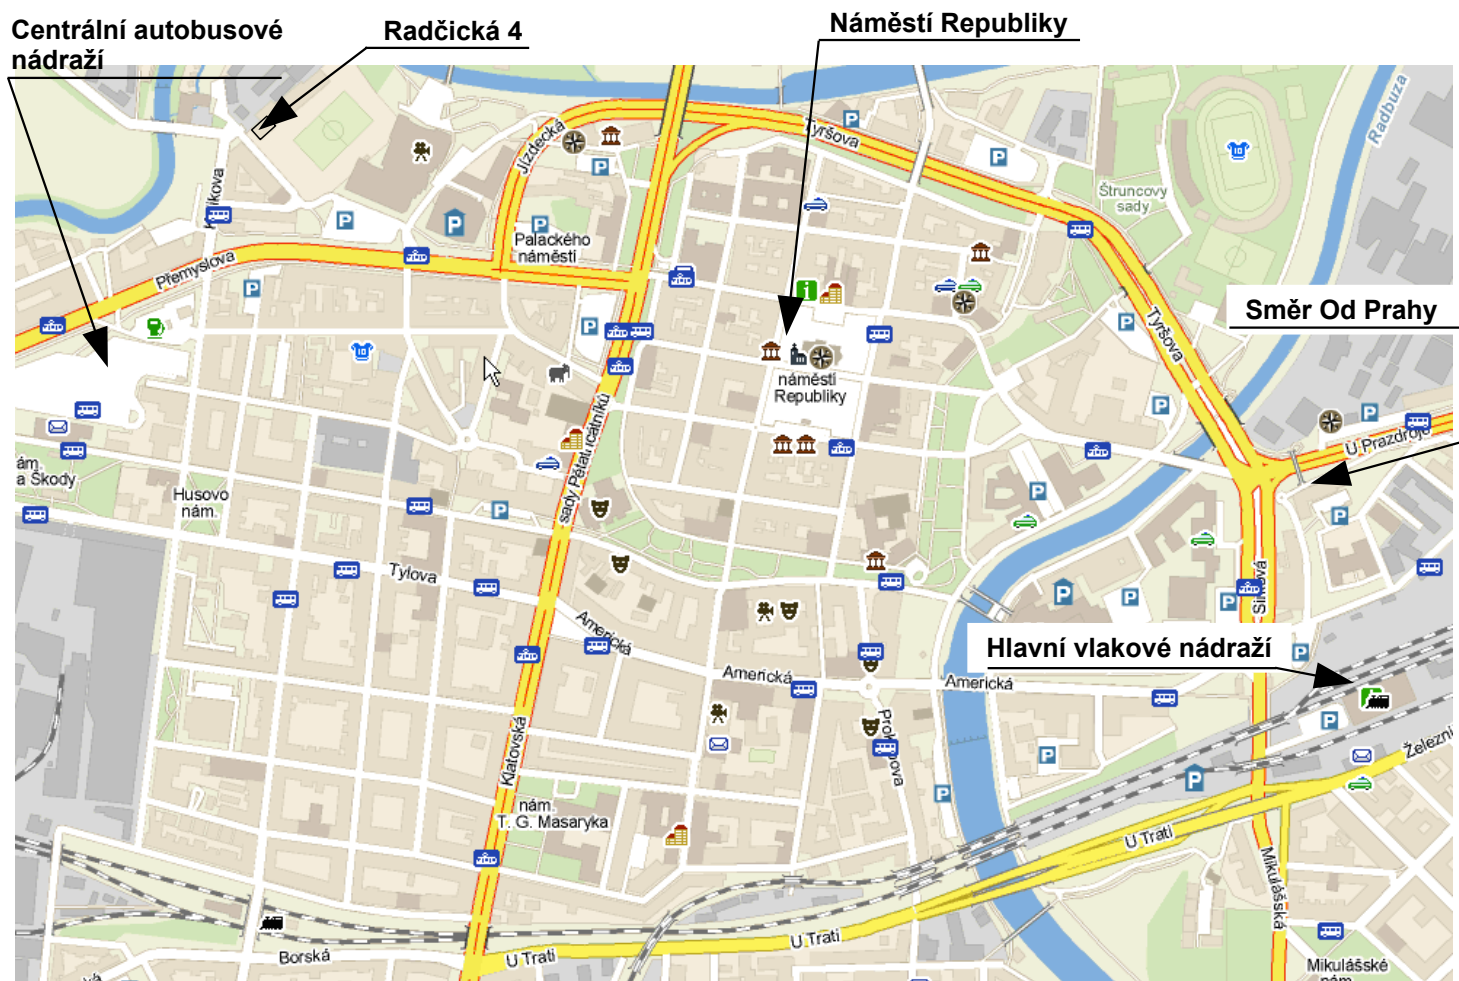 Centrální autobusové
nádraží
Radčická 4
Náměstí Republiky
Radbuza
Jízdecká
Tyršova
Štruncovy
sady
Palackého
náměstí
Přemyslova
Směr Od Prahy
Tyršova
náměstí
Republiky
sady Pětatřicátníků
U Prazdroje
ám.
a Škody
Husovo
nám.
Tylova
Sirková
Americká
Hlavní vlakové nádraží
Americká
Americká
Klatovská
Prokopova
Železni
nám.
T. G. Masaryka
U Trati
Mikulášská
U Trati
U Trati
Borská
Mikulášské
nám.